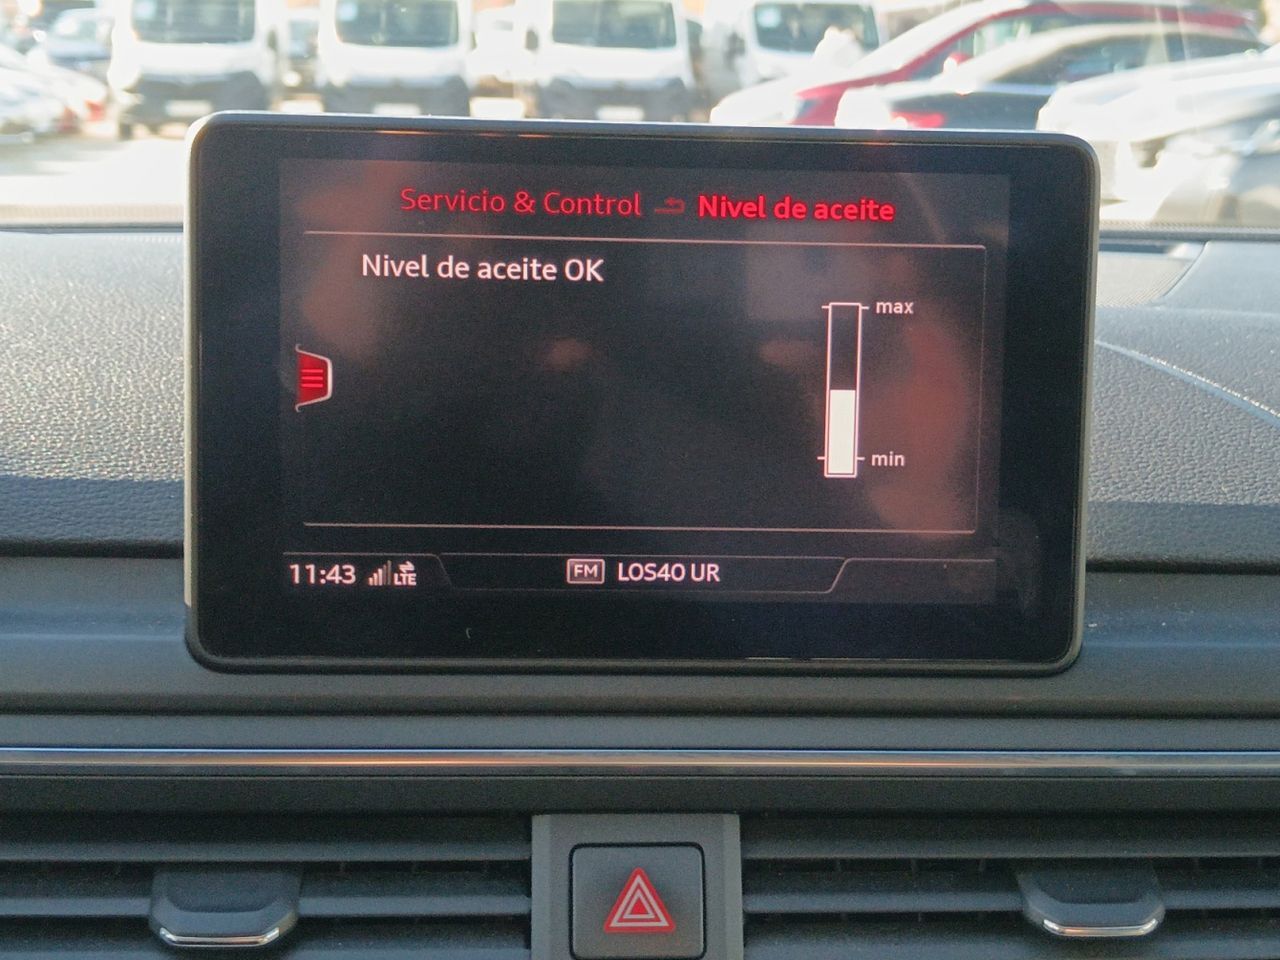 Servicio & Control Nivel de aceite
Nivel de aceite OK
max
min
11:43 LTE FM LOS40 UR